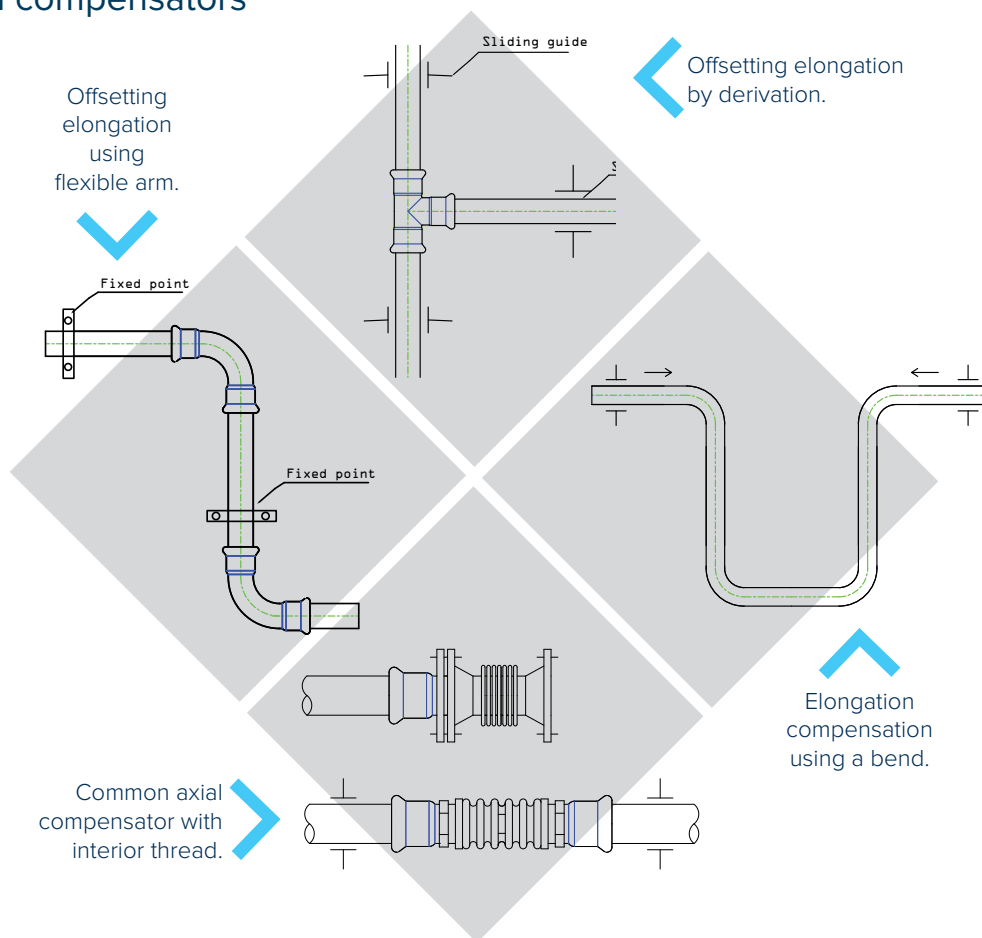 compensators
Sliding guide
Offsetting elongation
by derivation.
Offsetting
elongation
using
flexible arm.
Fixed point
Fixed point
Elongation
compensation
using a bend.
Common axial
compensator with
interior thread.